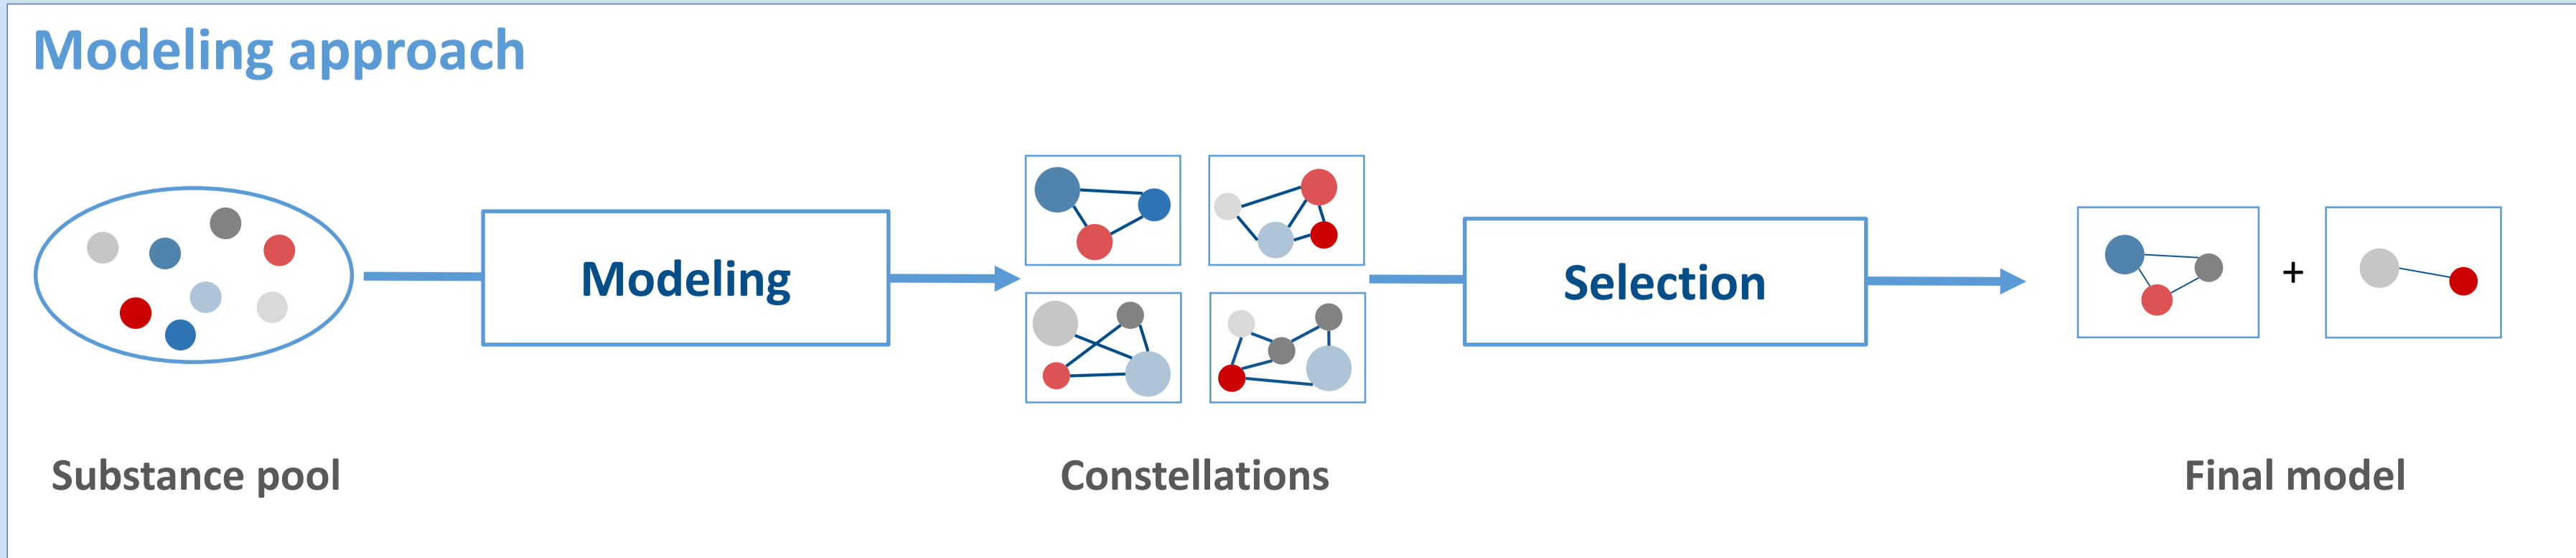 Modeling approach
Modeling
Selection
+
Substance pool
Constellations
Final model